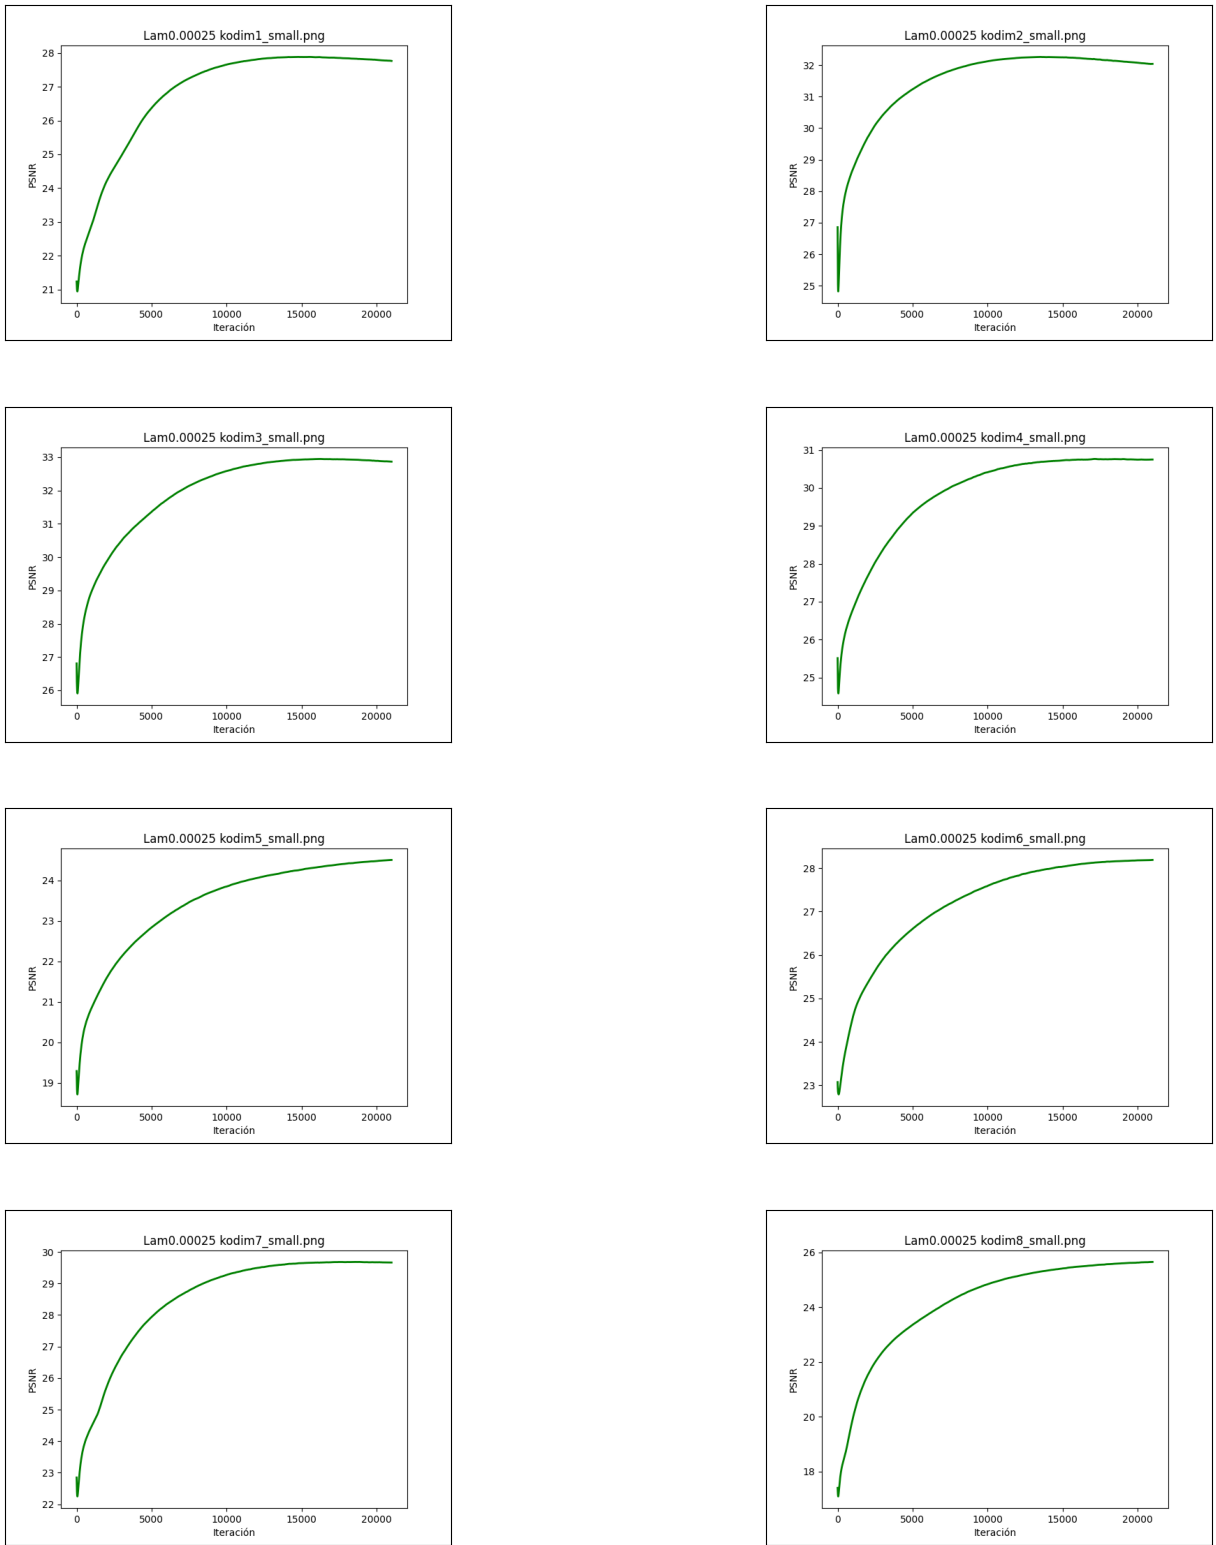 Lam0.00025 kodim1_small.png
28
27
26
25
24
23
22
21
PSNR
0 5000 10000 15000 20000
Iteración
Lam0.00025 kodim2_small.png
32
31
30
29
28
27
26
25
PSNR
0 5000 10000 15000 20000
Iteración
Lam0.00025 kodim3_small.png
33
32
31
30
29
28
27
26
PSNR
0 5000 10000 15000 20000
Iteración
Lam0.00025 kodim4_small.png
31
30
29
28
27
26
25
PSNR
0 5000 10000 15000 20000
Iteración
Lam0.00025 kodim5_small.png
24
23
22
21
20
19
PSNR
0 5000 10000 15000 20000
Iteración
Lam0.00025 kodim6_small.png
28
27
26
25
24
23
PSNR
0 5000 10000 15000 20000
Iteración
Lam0.00025 kodim7_small.png
30
29
28
27
26
25
24
23
22
PSNR
0 5000 10000 15000 20000
Iteración
Lam0.00025 kodim8_small.png
26
24
22
20
18
PSNR
0 5000 10000 15000 20000
Iteración